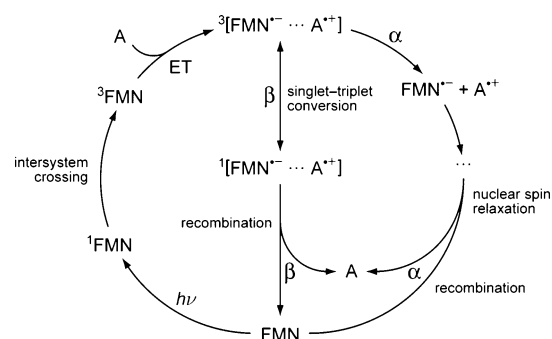 A
³[FMN•− ⋯ A•+]
α
ET
³FMN
β
singlet–triplet
conversion
FMN•− + A•+
intersystem
crossing
¹[FMN•− ⋯ A•+]
⋯
nuclear spin
relaxation
recombination
¹FMN
β
A
α
recombination
hν
FMN